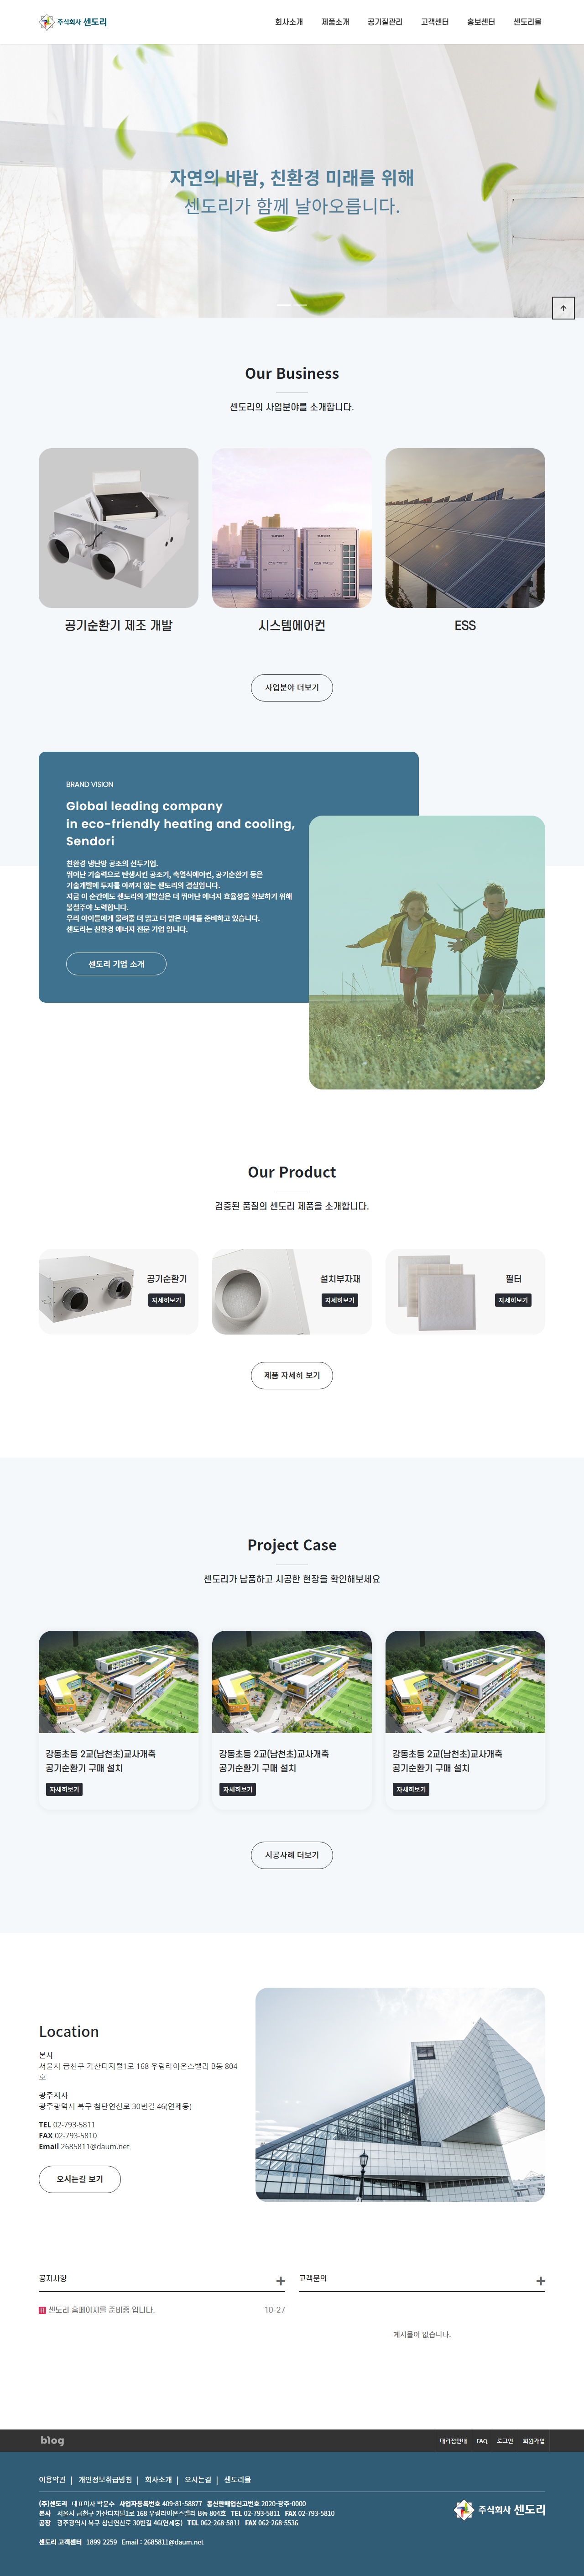 주식회사 센도리
회사소개 제품소개 공기질관리 고객센터 홍보센터 센도리몰
자연의 바람, 친환경 미래를 위해
센도리가 함께 날아오릅니다.
Our Business
센도리의 사업분야를 소개합니다.
공기순환기 제조 개발
시스템에어컨
ESS
사업분야 더보기
BRAND VISION
Global leading company
in eco-friendly heating and cooling,
Sendori
친환경 냉난방 공조의 선두기업.
뛰어난 기술력으로 탄생시킨 공조기, 축열식에어컨, 공기순환기 등은
기술개발에 투자를 아끼지 않는 센도리의 결실입니다.
지금 이 순간에도 센도리의 개발실은 더 뛰어난 에너지 효율성을 확보하기 위해
불철주야 노력합니다.
우리 아이들에게 물려줄 더 맑고 더 밝은 미래를 준비하고 있습니다.
센도리는 친환경 에너지 전문 기업 입니다.
센도리 기업 소개
Our Product
검증된 품질의 센도리 제품을 소개합니다.
공기순환기
자세히보기
설치부자재
자세히보기
필터
자세히보기
제품 자세히 보기
Project Case
센도리가 납품하고 시공한 현장을 확인해보세요
강동초등 2교(남천초)교사개축
공기순환기 구매 설치
자세히보기
강동초등 2교(남천초)교사개축
공기순환기 구매 설치
자세히보기
강동초등 2교(남천초)교사개축
공기순환기 구매 설치
자세히보기
시공사례 더보기
Location
본사
서울시 금천구 가산디지털1로 168 우림라이온스밸리 B동 804
호
광주지사
광주광역시 북구 첨단연신로 30번길 46(연제동)
TEL 02-793-5811
FAX 02-793-5810
Email 2685811@daum.net
오시는길 보기
공지사항
H 센도리 홈페이지를 준비중 입니다. 10-27
고객문의
게시물이 없습니다.
blog
대리점안내 FAQ 로그인 회원가입
이용약관 | 개인정보취급방침 | 회사소개 | 오시는길 | 센도리몰
(주)센도리 대표이사 박문수 사업자등록번호 409-81-58877 통신판매업신고번호 2020-광주-0000
본사 서울시 금천구 가산디지털1로 168 우림라이온스밸리 B동 804호 TEL 02-793-5811 FAX 02-793-5810
공장 광주광역시 북구 첨단연신로 30번길 46(연제동) TEL 062-268-5811 FAX 062-268-5536
센도리 고객센터 1899-2259 Email : 2685811@daum.net
주식회사 센도리